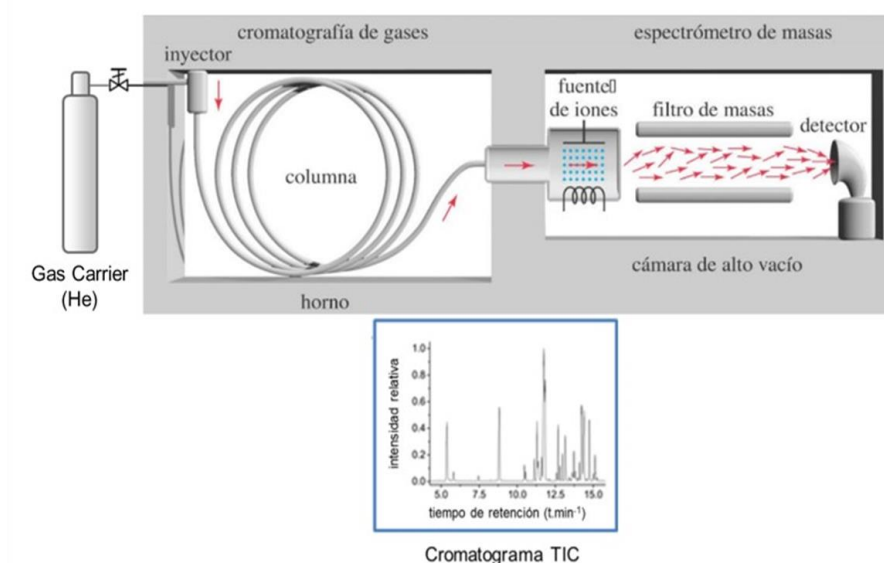 cromatografía de gases
espectrómetro de masas
inyector
fuente
de iones
filtro de masas
detector
columna
Gas Carrier
(He)
cámara de alto vacío
horno
intensidad relativa
1.0
0.8
0.6
0.4
0.2
0.0
5.0 7.5 10.0 12.5 15.0
tiempo de retención (t.min⁻¹)
Cromatograma TIC